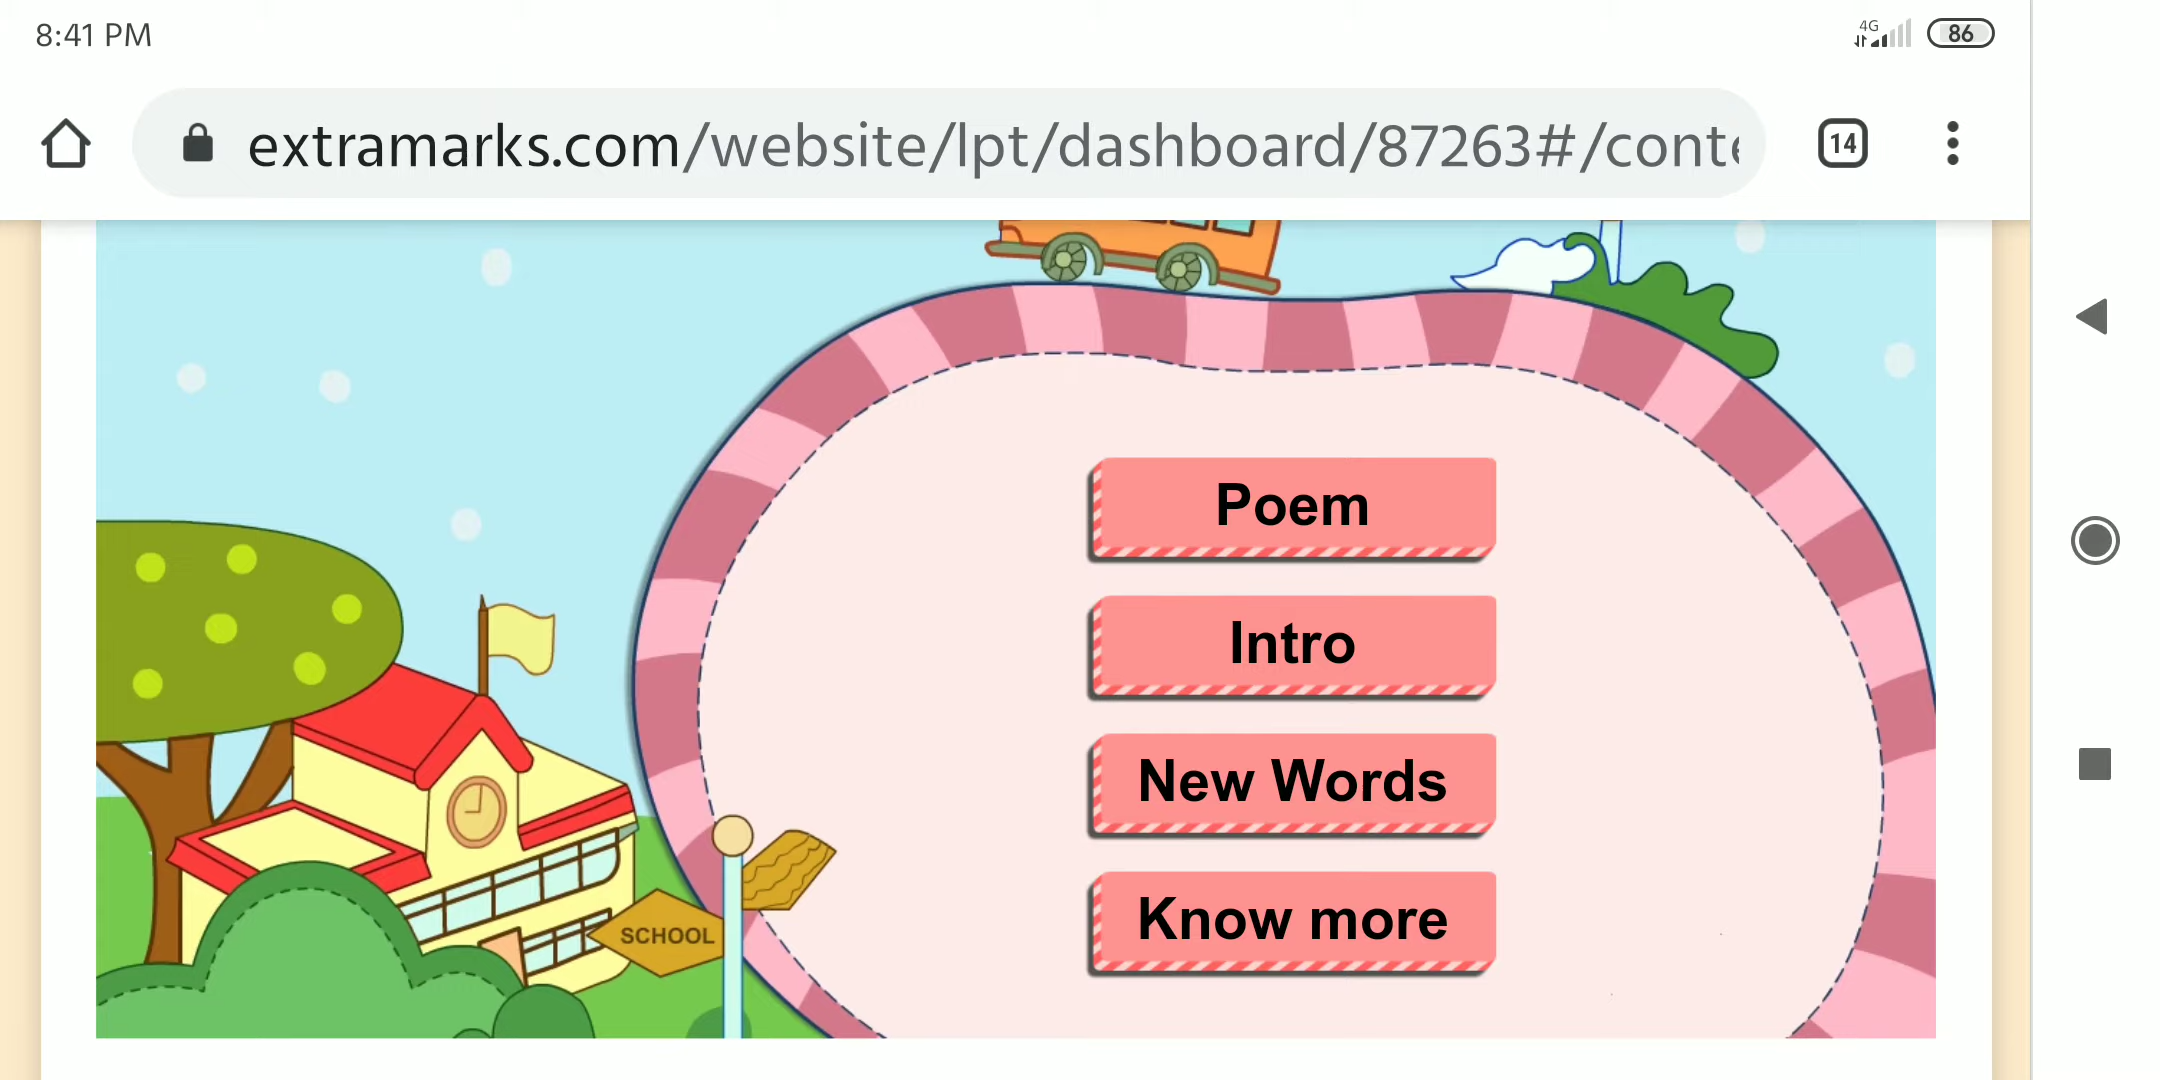 8:41 PM
4G
86
extramarks.com/website/lpt/dashboard/87263#/conte
14
Poem
Intro
New Words
Know more
SCHOOL